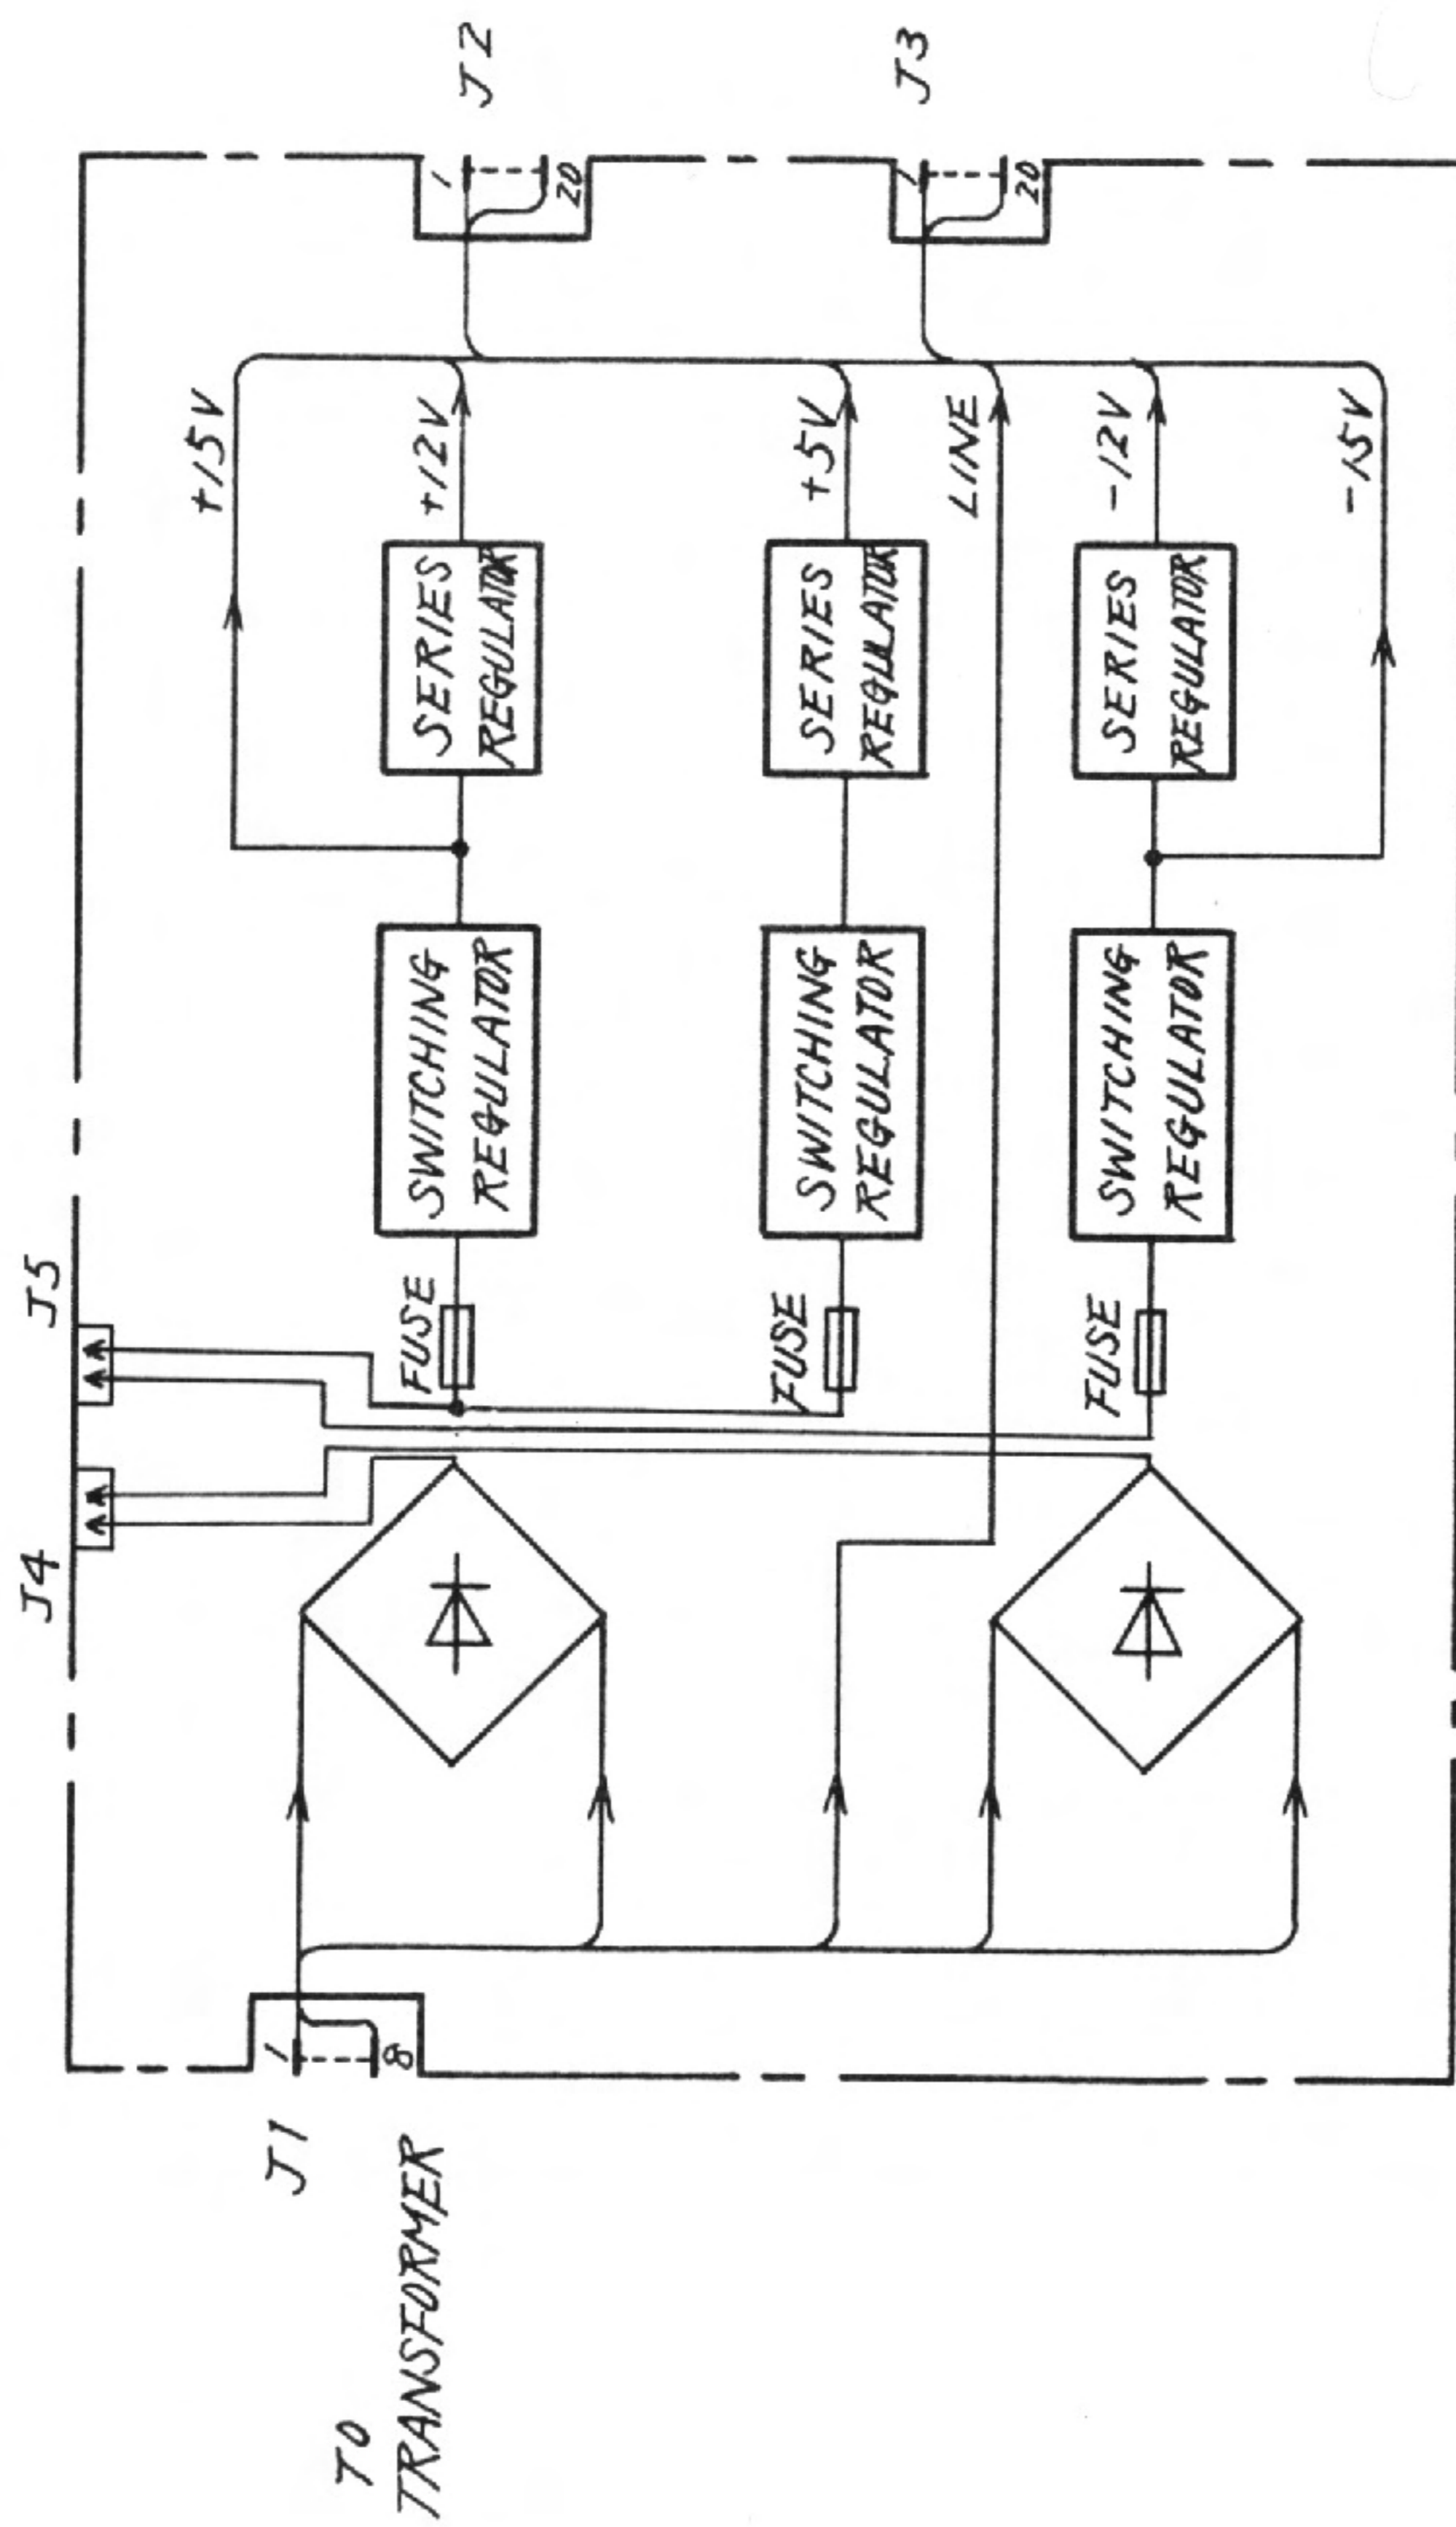 J4
J5
J1
1
8
TO
TRANSFORMER
FUSE
FUSE
FUSE
SWITCHING
REGULATOR
SWITCHING
REGULATOR
SWITCHING
REGULATOR
SERIES
REGULATOR
SERIES
REGULATOR
SERIES
REGULATOR
+15V
+12V
+5V
LINE
-12V
-15V
1
20
J2
1
20
J3